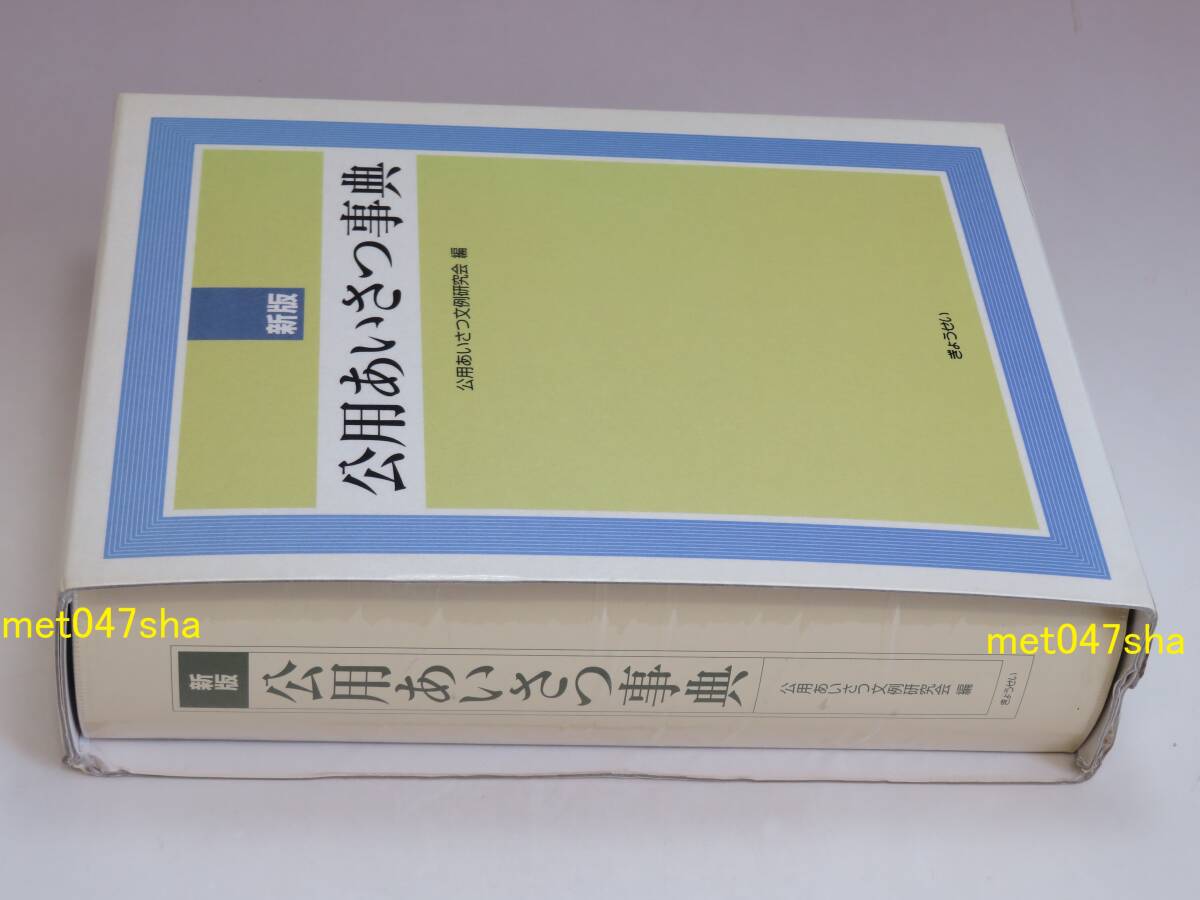 新版
公用あいさつ事典
公用あいさつ文例研究会 編
ぎょうせい
met047sha
met047sha
新版
公用あいさつ事典
公用あいさつ文例研究会 編
ぎょうせい